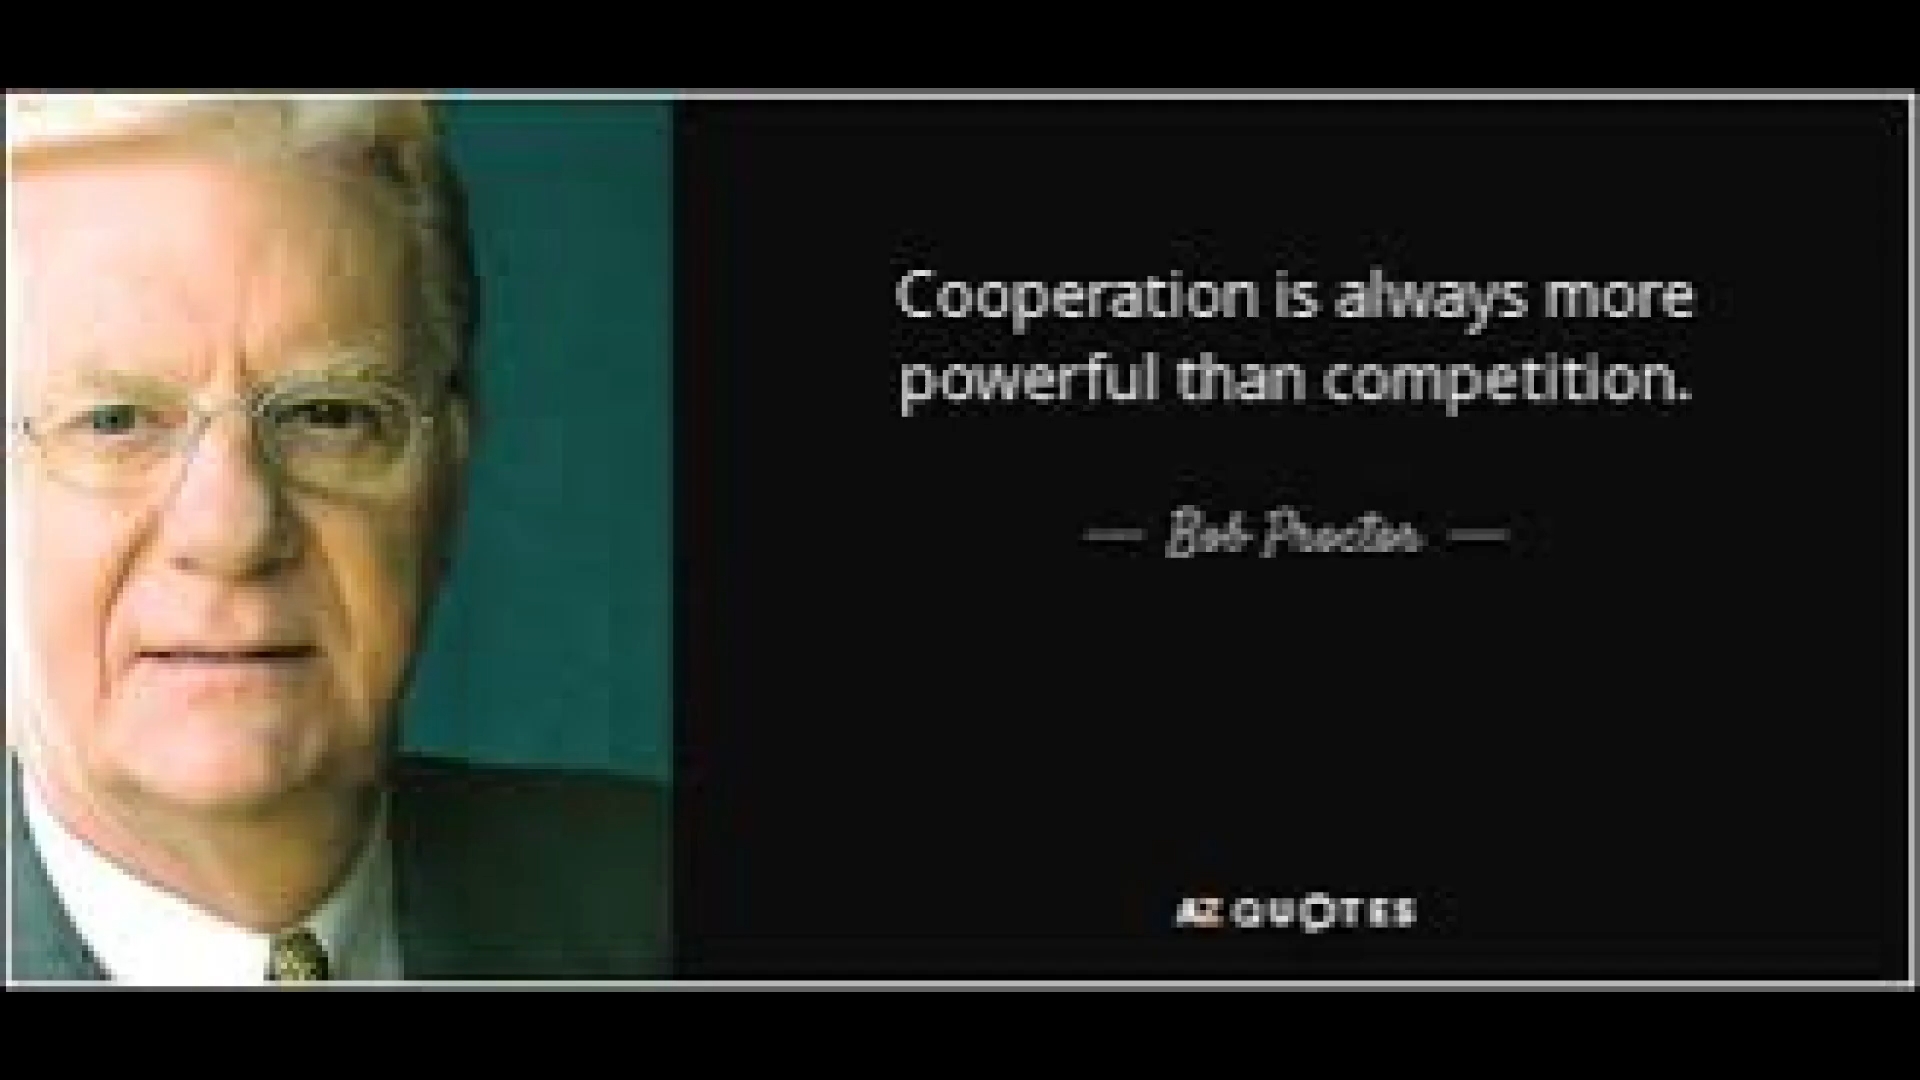 Cooperation is always more
powerful than competition.
— Bob Proctor —
AZ QUOTES